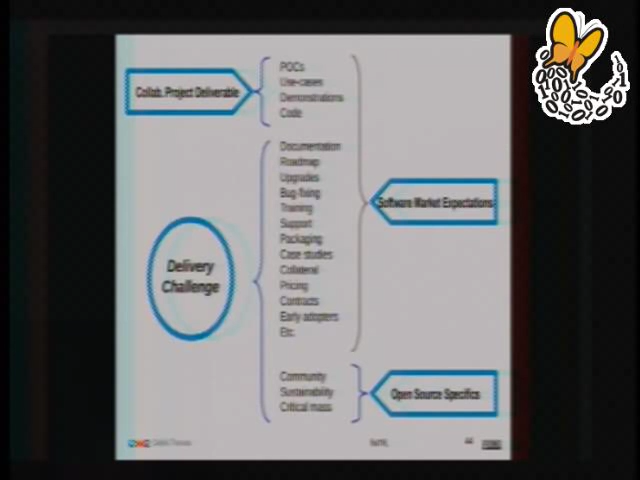 Collab. Project Deliverable
POCs
Use-cases
Demonstrations
Code
Documentation
Roadmap
Upgrades
Bug-fixing
Training
Support
Packaging
Case studies
Collateral
Pricing
Contracts
Early adopters
Etc
Software Market Expectations
Delivery
Challenge
Community
Sustainability
Critical mass
Open Source Specifics
44